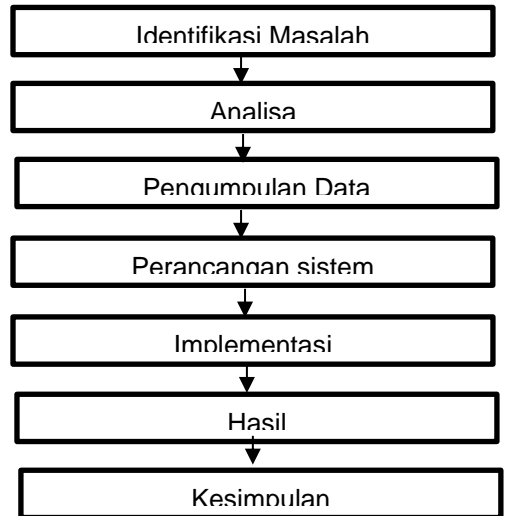 Identifikasi Masalah
Analisa
Pengumpulan Data
Perancangan sistem
Implementasi
Hasil
Kesimpulan